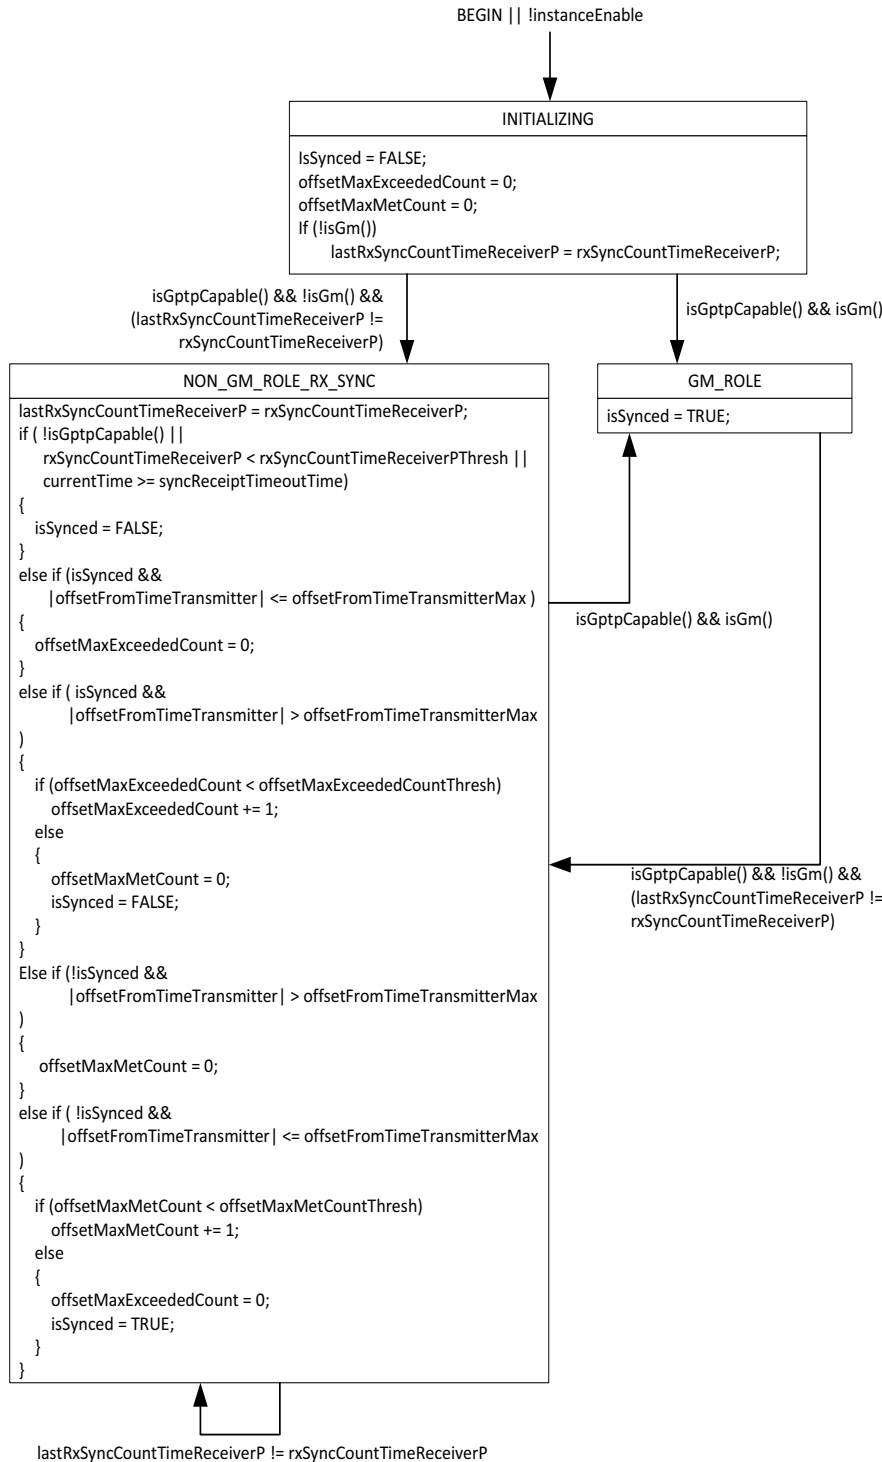 BEGIN || !instanceEnable
INITIALIZING
IsSynced = FALSE;
offsetMaxExceededCount = 0;
offsetMaxMetCount = 0;
If (!isGm())
lastRxSyncCountTimeReceiverP = rxSyncCountTimeReceiverP;
isGptpCapable() && !isGm() &&
(lastRxSyncCountTimeReceiverP !=
rxSyncCountTimeReceiverP)
isGptpCapable() && isGm()
NON_GM_ROLE_RX_SYNC
lastRxSyncCountTimeReceiverP = rxSyncCountTimeReceiverP;
if ( !isGptpCapable() ||
rxSyncCountTimeReceiverP < rxSyncCountTimeReceiverPThresh ||
currentTime >= syncReceiptTimeoutTime)
{
isSynced = FALSE;
}
else if (isSynced &&
|offsetFromTimeTransmitter| <= offsetFromTimeTransmitterMax )
{
offsetMaxExceededCount = 0;
}
else if ( isSynced &&
|offsetFromTimeTransmitter| > offsetFromTimeTransmitterMax
)
{
if (offsetMaxExceededCount < offsetMaxExceededCountThresh)
offsetMaxExceededCount += 1;
else
{
offsetMaxMetCount = 0;
isSynced = FALSE;
}
}
Else if (!isSynced &&
|offsetFromTimeTransmitter| > offsetFromTimeTransmitterMax
)
{
offsetMaxMetCount = 0;
}
else if ( !isSynced &&
|offsetFromTimeTransmitter| <= offsetFromTimeTransmitterMax
)
{
if (offsetMaxMetCount < offsetMaxMetCountThresh)
offsetMaxMetCount += 1;
else
{
offsetMaxExceededCount = 0;
isSynced = TRUE;
}
}
GM_ROLE
isSynced = TRUE;
isGptpCapable() && isGm()
isGptpCapable() && !isGm() &&
(lastRxSyncCountTimeReceiverP !=
rxSyncCountTimeReceiverP)
lastRxSyncCountTimeReceiverP != rxSyncCountTimeReceiverP